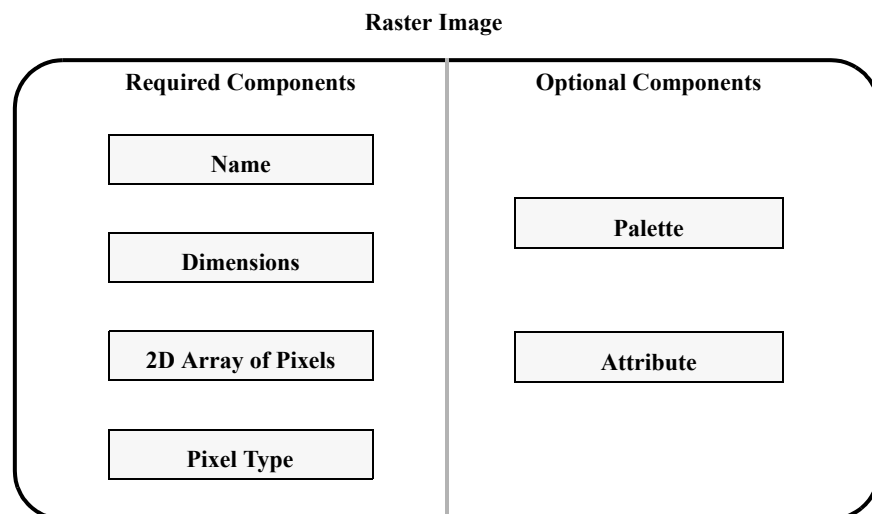 Raster Image
Required Components
Name
Dimensions
2D Array of Pixels
Pixel Type
Optional Components
Palette
Attribute